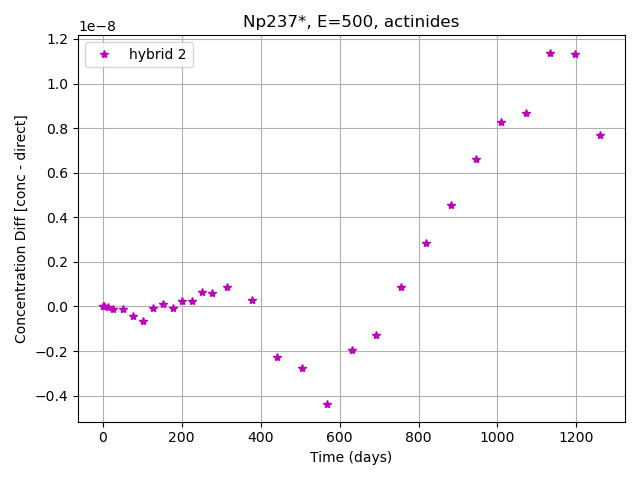 Np237*, E=500, actinides
1e−8
hybrid 2
Concentration Diff [conc - direct]
1.2
1.0
0.8
0.6
0.4
0.2
0.0
−0.2
−0.4
0 200 400 600 800 1000 1200
Time (days)